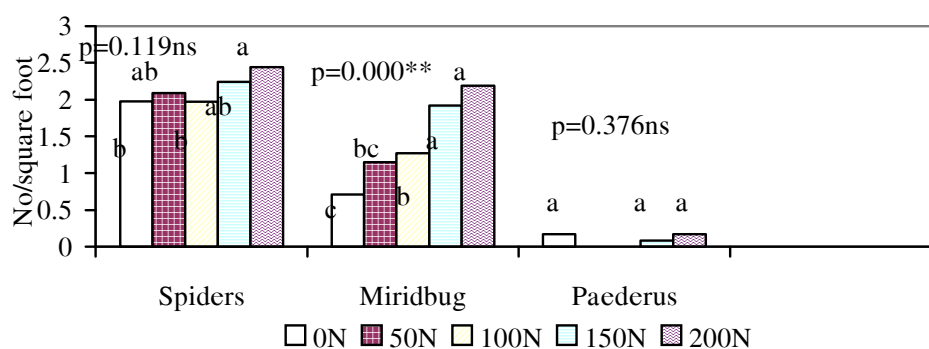 No/square foot
3
2.5
2
1.5
1
0.5
0
p=0.119ns
p=0.000**
p=0.376ns
b
ab
b
ab
a
c
bc
b
a
a
a
a
a
Spiders
Miridbug
Paederus
0N
50N
100N
150N
200N